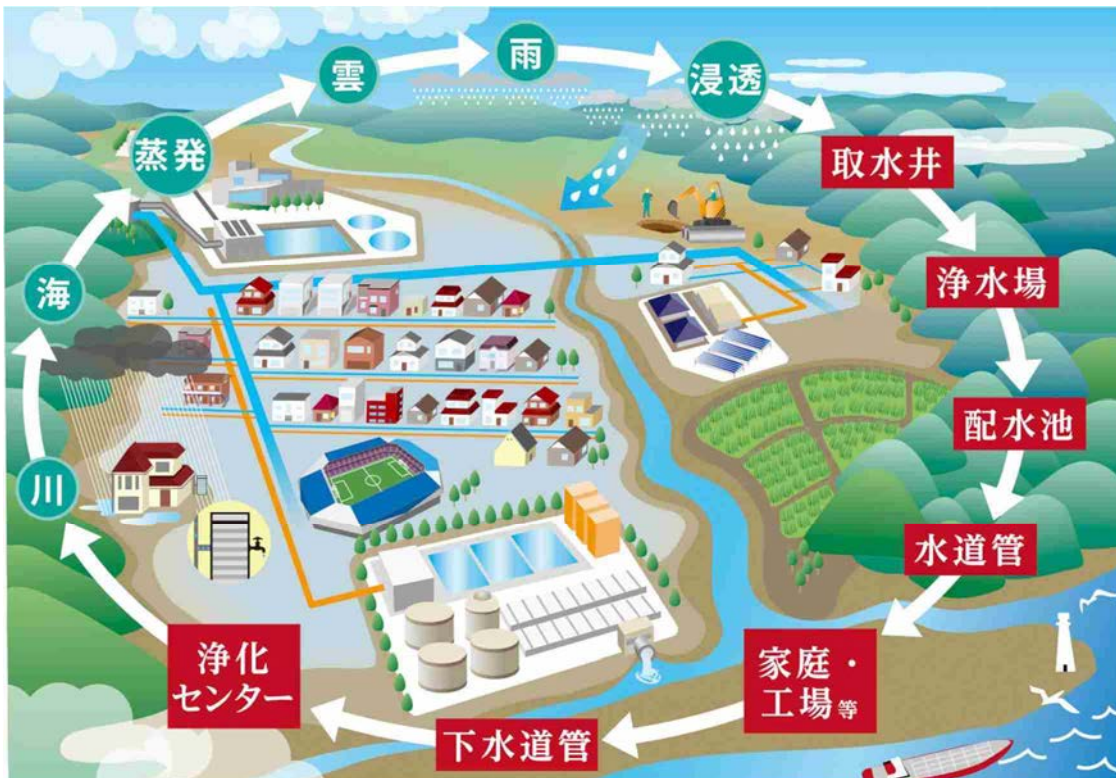 雲
雨
浸透
蒸発
取水井
海
浄水場
配水池
川
水道管
浄化
センター
家庭・
工場等
下水道管